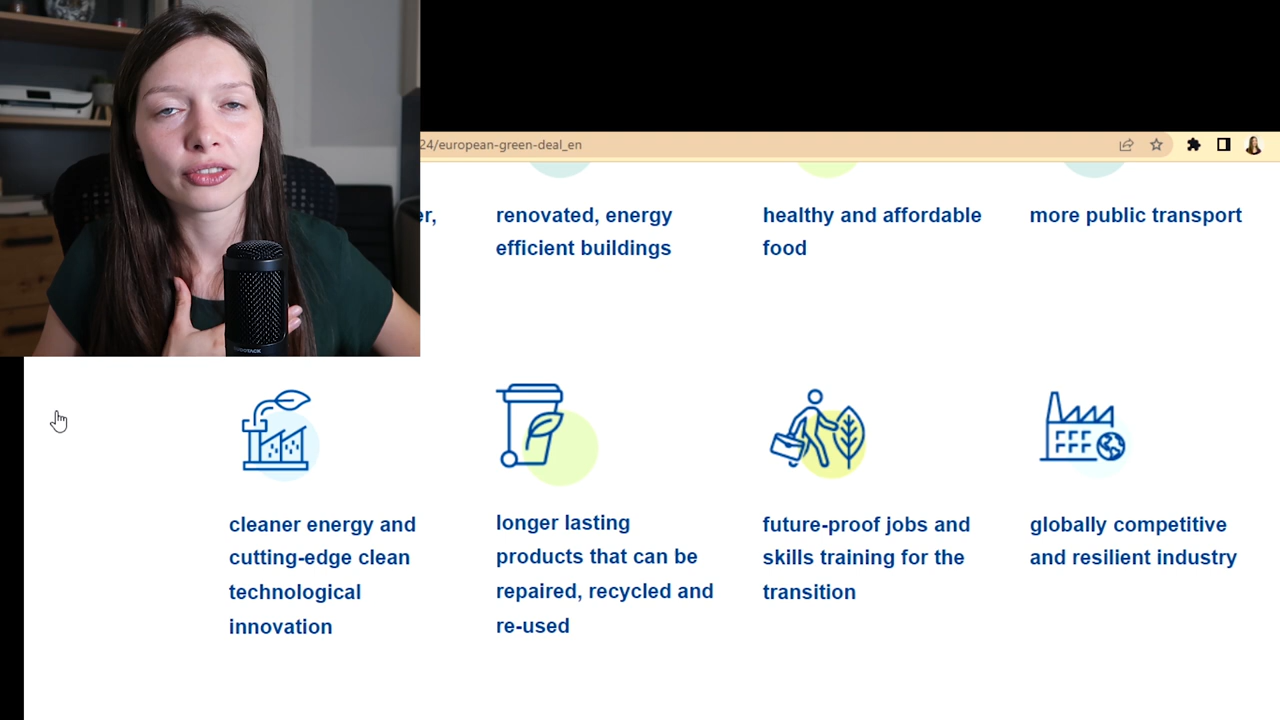 24/european-green-deal_en
er,
renovated, energy
efficient buildings
healthy and affordable
food
more public transport
cleaner energy and
cutting-edge clean
technological
innovation
longer lasting
products that can be
repaired, recycled and
re-used
future-proof jobs and
skills training for the
transition
globally competitive
and resilient industry